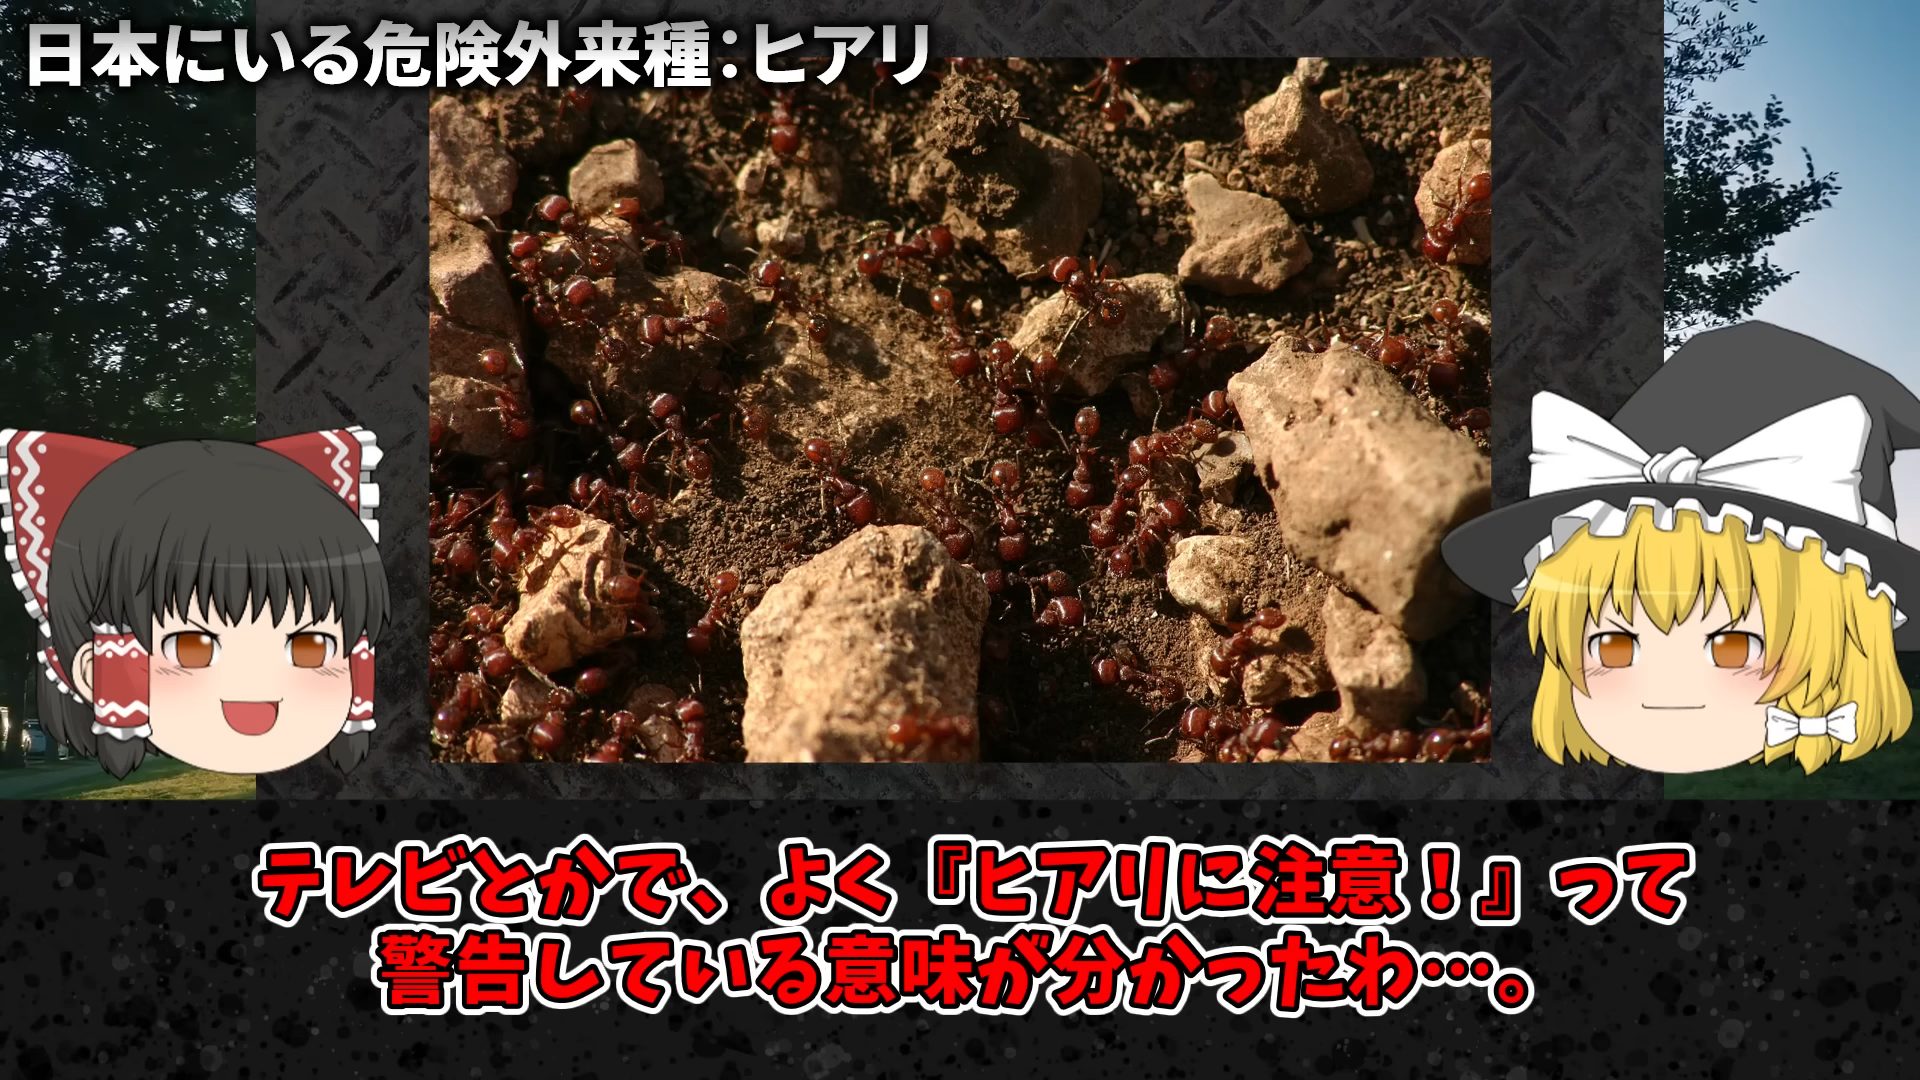 日本にいる危険外来種：ヒアリ
テレビとかで、よく『ヒアリに注意！』って
警告している意味が分かったわ…。